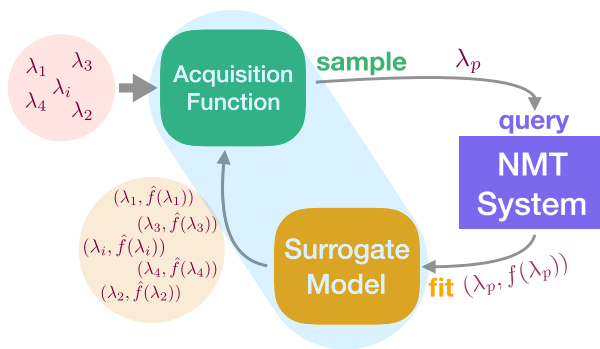 λ₁ λ₃
λᵢ
λ₄ λ₂
Acquisition
Function
sample
λₚ
query
NMT
System
fit (λₚ, f(λₚ))
Surrogate
Model
(λ₁, f̂(λ₁))
(λ₃, f̂(λ₃))
(λᵢ, f̂(λᵢ))
(λ₄, f̂(λ₄))
(λ₂, f̂(λ₂))